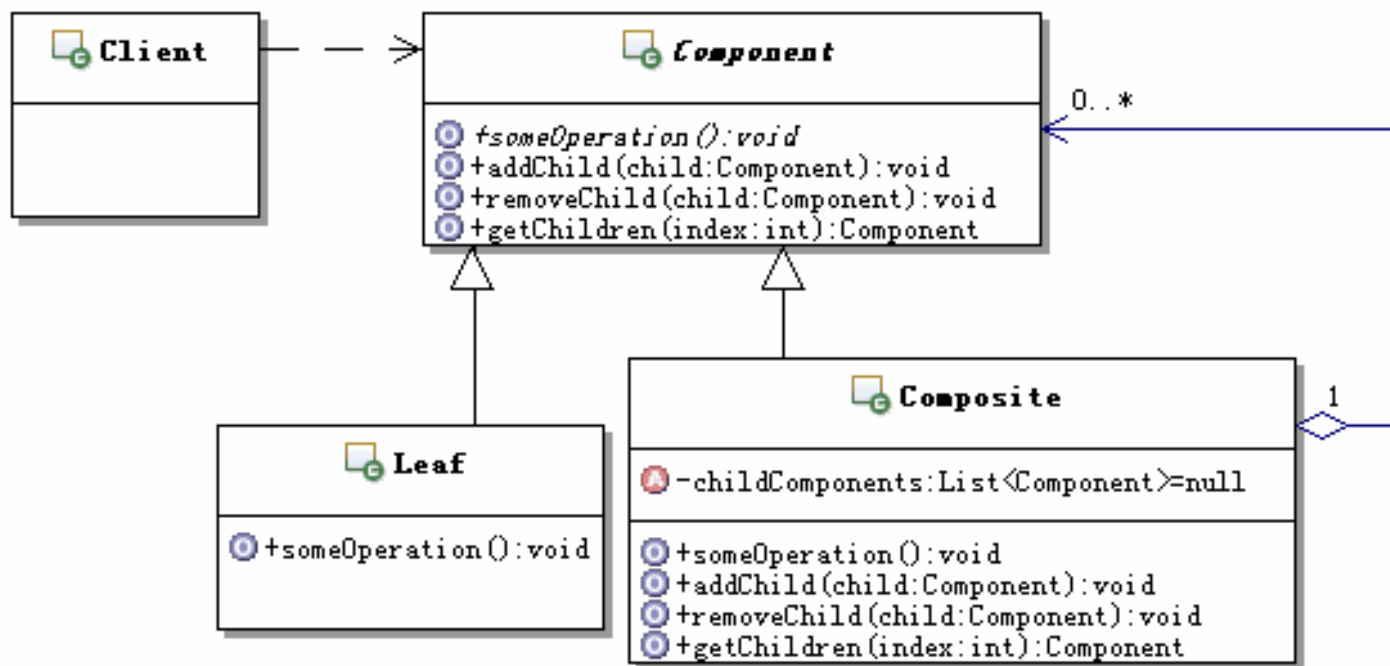 Client
Component
+someOperation():void
+addChild(child:Component):void
+removeChild(child:Component):void
+getChildren(index:int):Component
0..*
Leaf
+someOperation():void
Composite
1
-childComponents:List<Component>=null
+someOperation():void
+addChild(child:Component):void
+removeChild(child:Component):void
+getChildren(index:int):Component